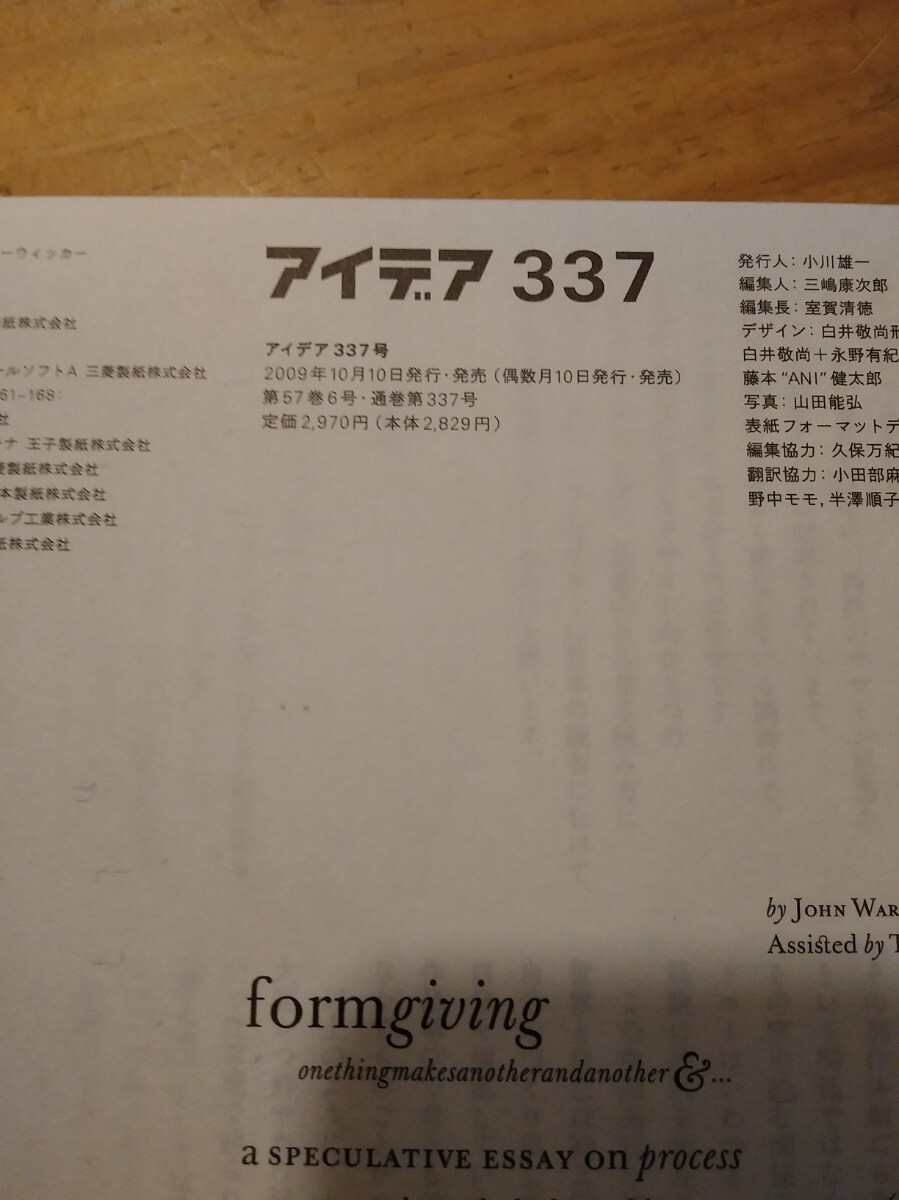 ーウィッカー
紙株式会社
ールソフトA 三菱製紙株式会社
61–168:
社
ーナ 王子製紙株式会社
菱製紙株式会社
本製紙株式会社
ルプ工業株式会社
紙株式会社
アイデア 337
アイデア337号
2009年10月10日発行・発売（偶数月10日発行・発売）
第57巻6号・通巻第337号
定価2,970円（本体2,829円）
発行人：小川雄一
編集人：三嶋康次郎
編集長：室賀清徳
デザイン：白井敬尚形
白井敬尚＋永野有紀
藤本“ANI”健太郎
写真：山田能弘
表紙フォーマットデ
編集協力：久保万紀
翻訳協力：小田部麻
野中モモ，半澤順子
by JOHN WAR
Assisted by T
formgiving
onethingmakesanotherandanother &...
a SPECULATIVE ESSAY on process